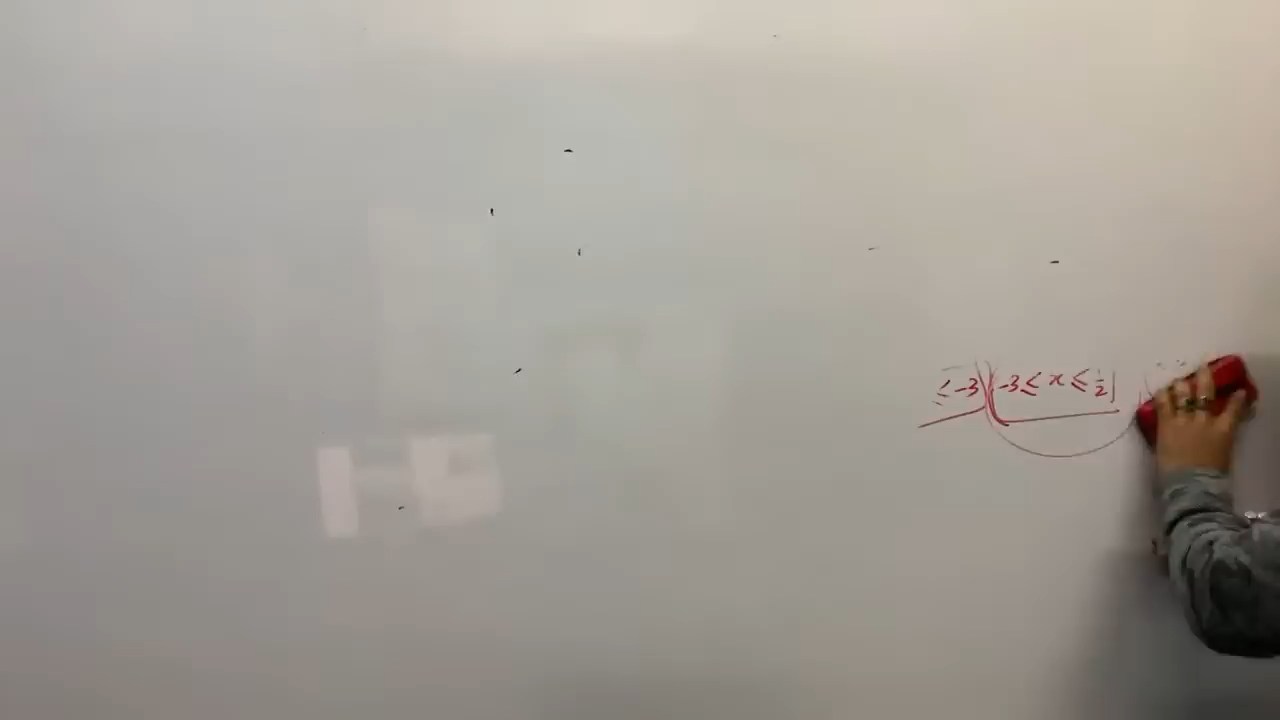 ≤ -3 -3 ≤ x ≤ 1/2